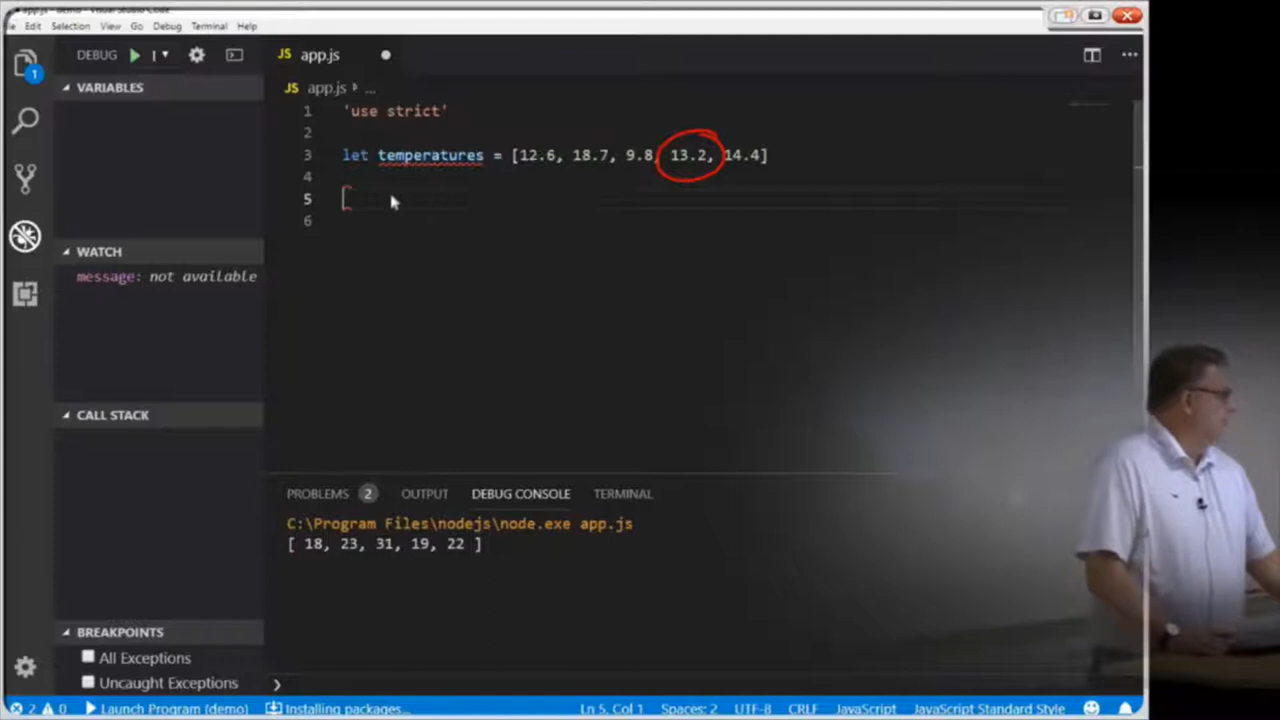 app.js - demo - Visual Studio Code
Edit Selection View Go Debug Terminal Help
DEBUG
JS app.js
VARIABLES
JS app.js ...
1 'use strict'
2
3 let temperatures = [12.6, 18.7, 9.8, 13.2, 14.4]
4
5
6
WATCH
message: not available
CALL STACK
PROBLEMS 2 OUTPUT DEBUG CONSOLE TERMINAL
C:\Program Files\nodejs\node.exe app.js
[ 18, 23, 31, 19, 22 ]
BREAKPOINTS
All Exceptions
Uncaught Exceptions
2 0 Launch Program (demo) Installing packages... Ln 5, Col 1 Spaces: 2 UTF-8 CRLF JavaScript JavaScript Standard Style
1